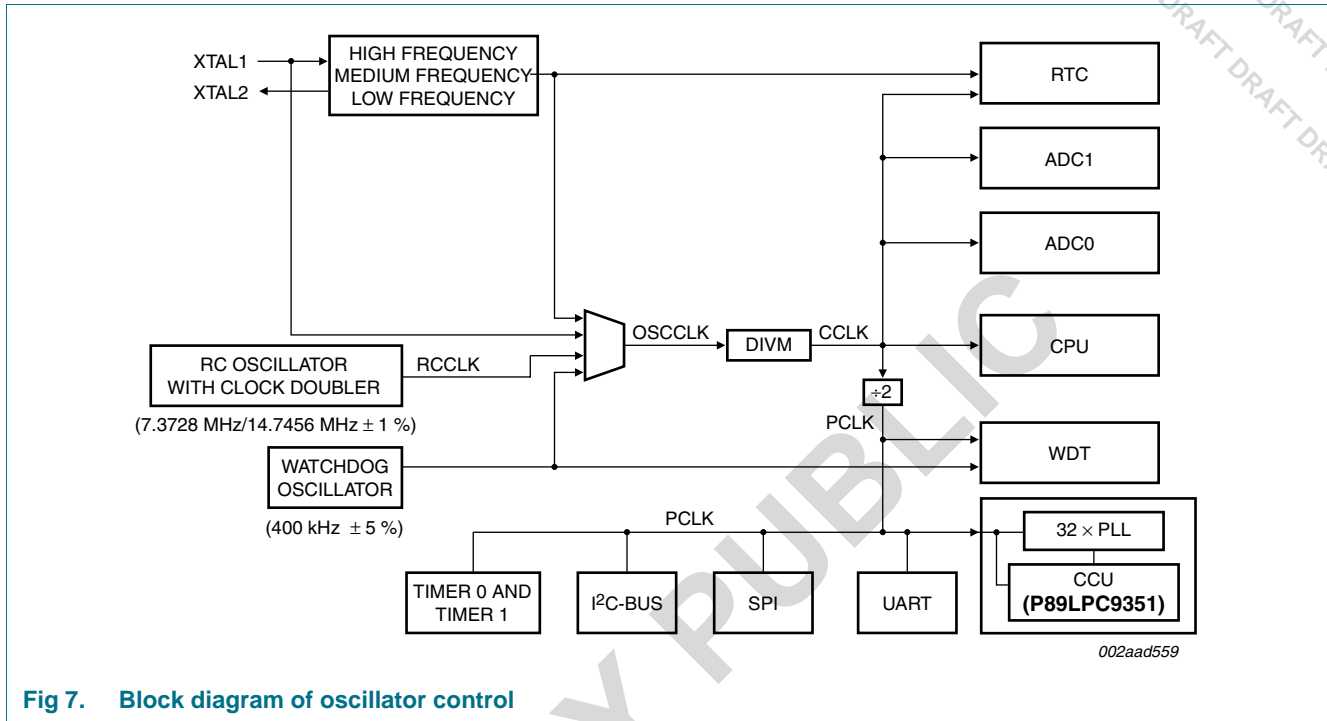 XTAL1
XTAL2
HIGH FREQUENCY
MEDIUM FREQUENCY
LOW FREQUENCY
RTC
ADC1
ADC0
OSCCLK
DIVM
CCLK
CPU
RC OSCILLATOR
WITH CLOCK DOUBLER
RCCLK
(7.3728 MHz/14.7456 MHz ± 1 %)
÷2
PCLK
WDT
WATCHDOG
OSCILLATOR
(400 kHz ± 5 %)
PCLK
32 × PLL
TIMER 0 AND
TIMER 1
I²C-BUS
SPI
UART
CCU
(P89LPC9351)
002aad559
Fig 7. Block diagram of oscillator control
DRAFT DRAFT DRA
DRAFT
Y PUBLIC